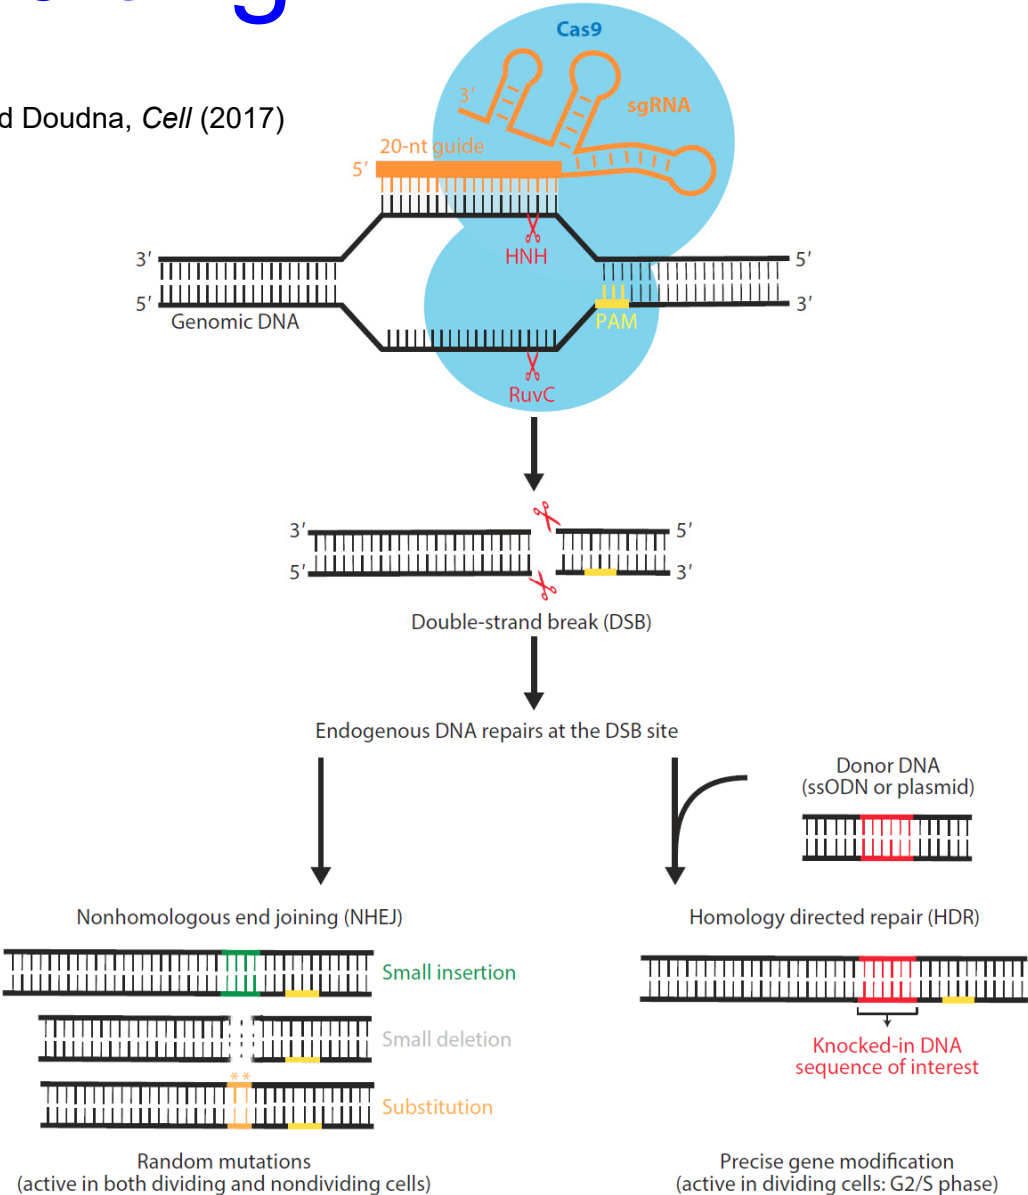 Cas9
d Doudna, Cell (2017)
3′
sgRNA
20-nt guide
5′
HNH
3′
5′
5′
3′
Genomic DNA
PAM
RuvC
3′
5′
5′
3′
Double-strand break (DSB)
Endogenous DNA repairs at the DSB site
Donor DNA
(ssODN or plasmid)
Nonhomologous end joining (NHEJ)
Homology directed repair (HDR)
Small insertion
Small deletion
Knocked-in DNA
sequence of interest
**
Substitution
Random mutations
(active in both dividing and nondividing cells)
Precise gene modification
(active in dividing cells: G2/S phase)